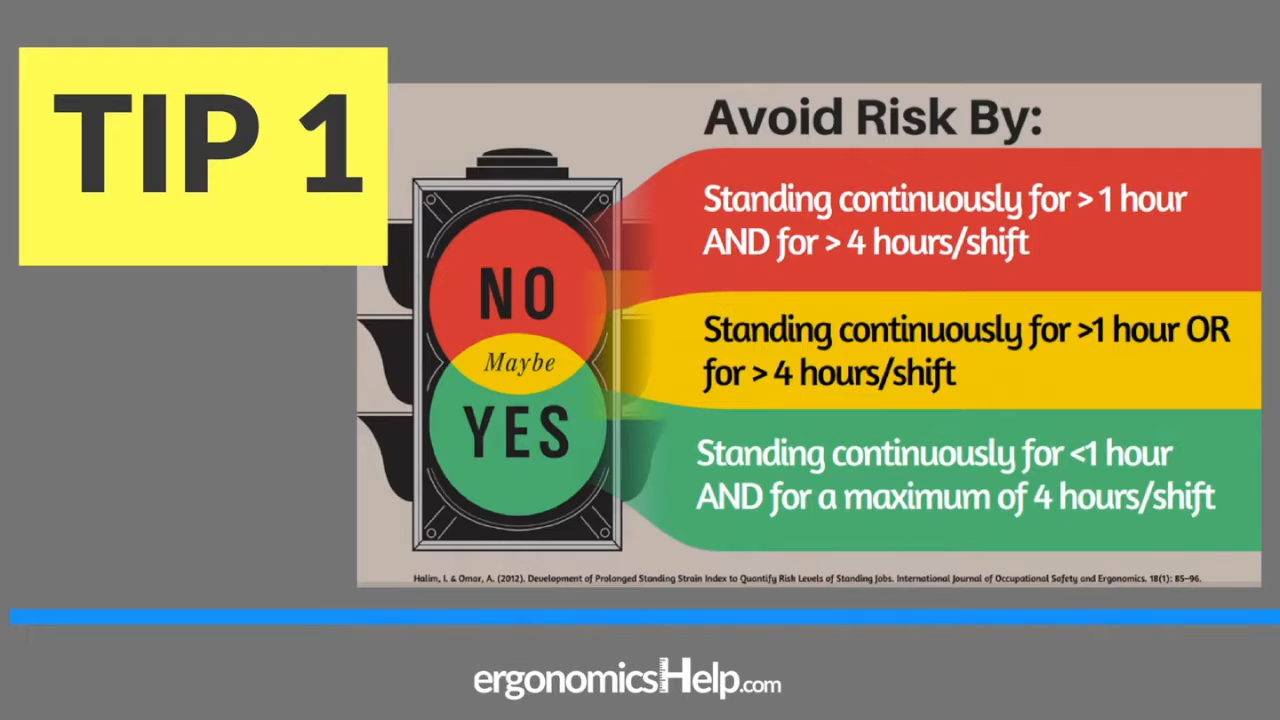 TIP 1
Avoid Risk By:
Standing continuously for > 1 hour
AND for > 4 hours/shift
NO
Standing continuously for >1 hour OR
for > 4 hours/shift
Maybe
YES
Standing continuously for <1 hour
AND for a maximum of 4 hours/shift
Halim, I. & Omar, A. (2012). Development of Prolonged Standing Strain Index to Quantify Risk Levels of Standing Jobs. International Journal of Occupational Safety and Ergonomics. 18(1): 85–96.
ergonomicsHelp.com